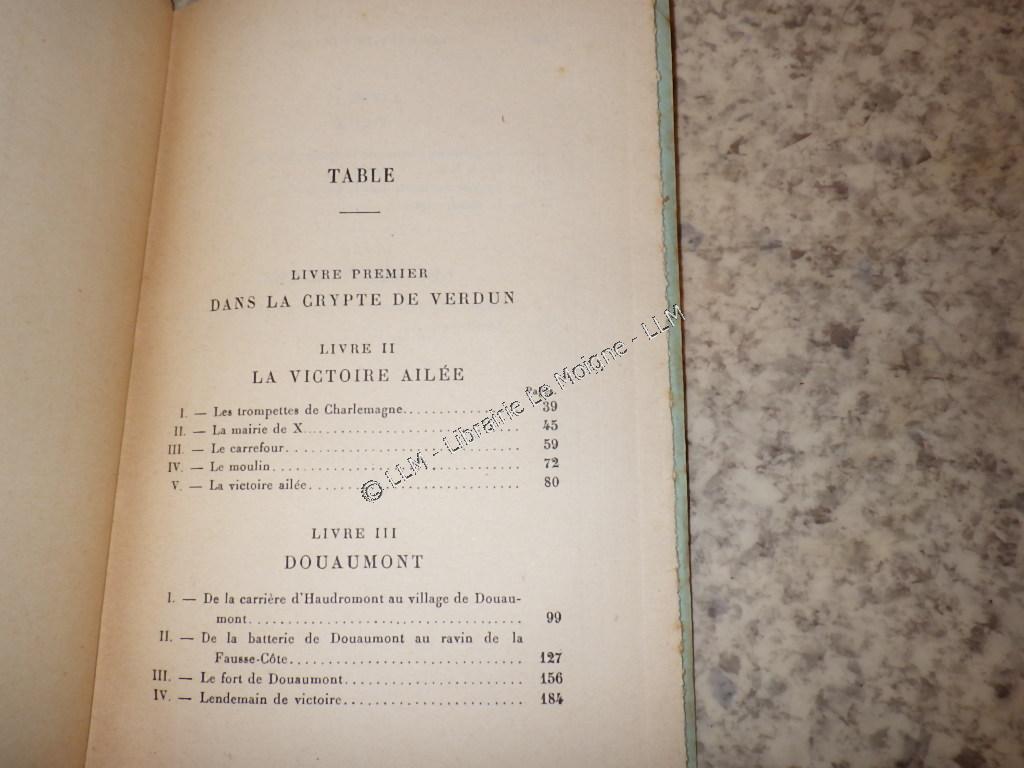 TABLE
LIVRE PREMIER
DANS LA CRYPTE DE VERDUN
LIVRE II
LA VICTOIRE AILÉE
Pages
I. — Les trompettes de Charlemagne.......... 39
II. — La mairie de X.......... 45
III. — Le carrefour.......... 59
IV. — Le moulin.......... 72
V. — La victoire ailée.......... 80
LIVRE III
DOUAUMONT
I. — De la carrière d'Haudromont au village de Douau-
mont.......... 99
II. — De la batterie de Douaumont au ravin de la
Fausse-Côte.......... 127
III. — Le fort de Douaumont.......... 156
IV. — Lendemain de victoire.......... 184
© LLM - Librairie Le Moigne - LLM